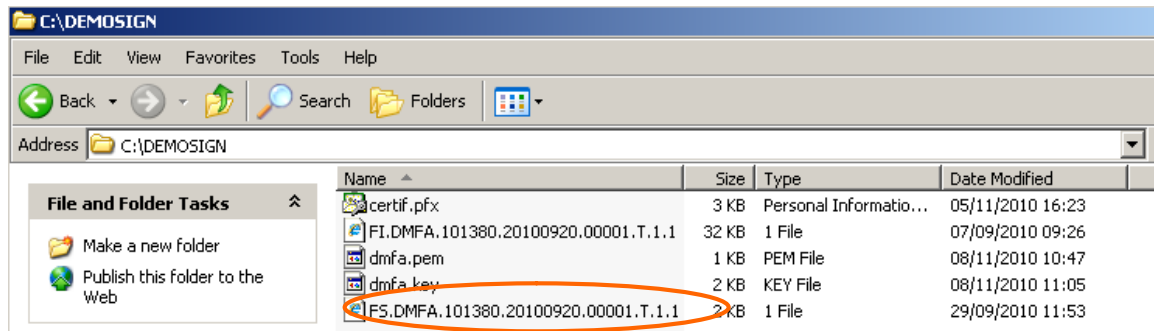 C:\DEMOSIGN
File Edit View Favorites Tools Help
Back Search Folders
Address C:\DEMOSIGN
File and Folder Tasks
Make a new folder
Publish this folder to the
Web
Name Size Type Date Modified
certif.pfx 3 KB Personal Informatio... 05/11/2010 16:23
FI.DMFA.101380.20100920.00001.T.1.1 32 KB 1 File 07/09/2010 09:26
dmfa.pem 1 KB PEM File 08/11/2010 10:47
dmfa.key 2 KB KEY File 08/11/2010 11:05
FS.DMFA.101380.20100920.00001.T.1.1 2 KB 1 File 29/09/2010 11:53